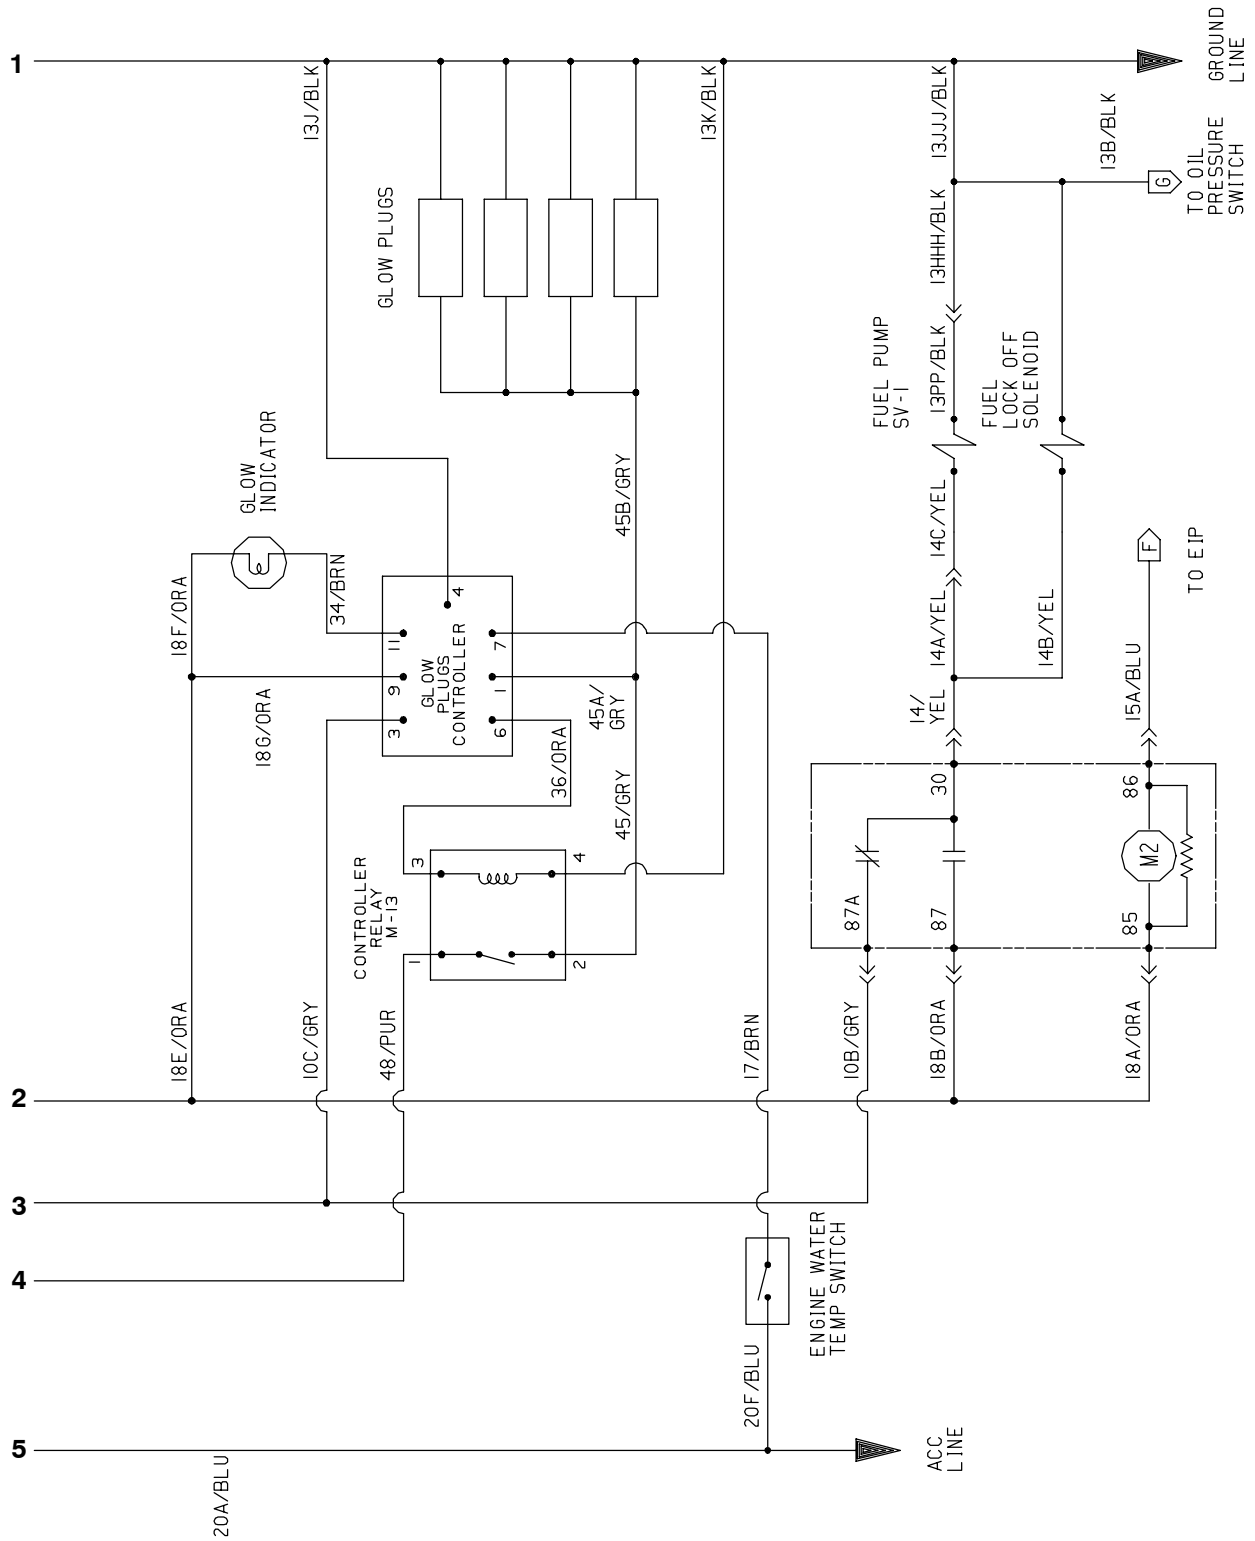 1
GROUND
LINE
13J/BLK
13K/BLK
13JJJ/BLK
13B/BLK
G
TO OIL
PRESSURE
SWITCH
GLOW PLUGS
13HHH/BLK
FUEL PUMP
SV-1
13PP/BLK
FUEL
LOCK OFF
SOLENOID
GLOW
INDICATOR
45B/GRY
14C/YEL
18F/ORA
34/BRN
4
14A/YEL
14B/YEL
F
TO EIP
11
9
3
GLOW
PLUGS
CONTROLLER
7
1
6
18G/ORA
45A/
GRY
14/
YEL
15A/BLU
36/ORA
45/GRY
30
86
CONTROLLER
RELAY
M-13
3
4
1
2
M2
87A
87
85
18E/ORA
10C/GRY
48/PUR
17/BRN
10B/GRY
18B/ORA
18A/ORA
2
3
4
ENGINE WATER
TEMP SWITCH
20F/BLU
5
20A/BLU
ACC
LINE